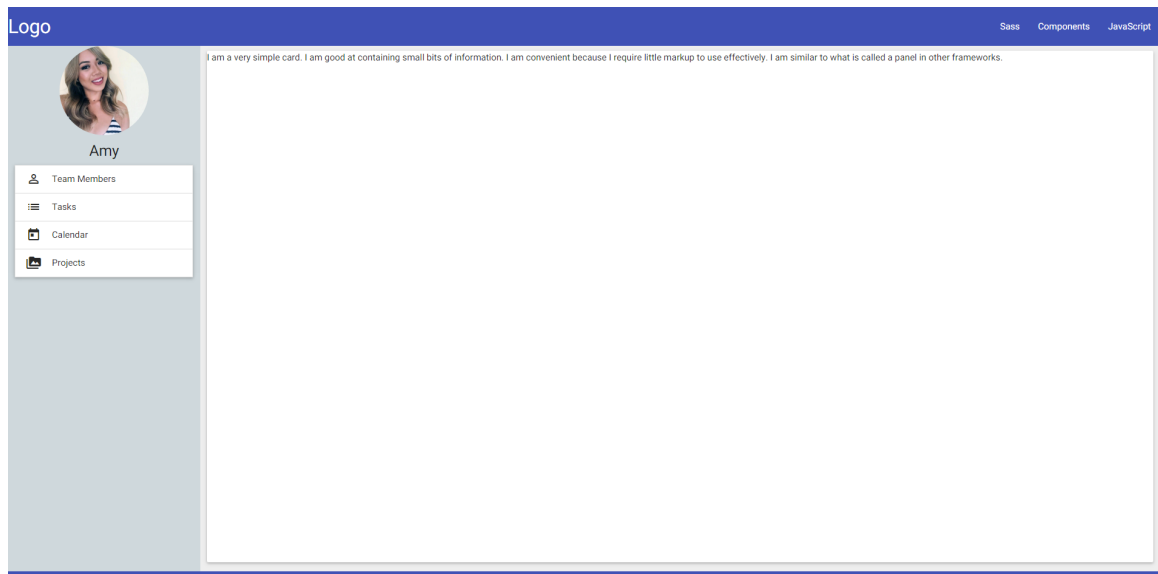 Logo
Sass Components JavaScript
I am a very simple card. I am good at containing small bits of information. I am convenient because I require little markup to use effectively. I am similar to what is called a panel in other frameworks.
Amy
Team Members
Tasks
Calendar
Projects